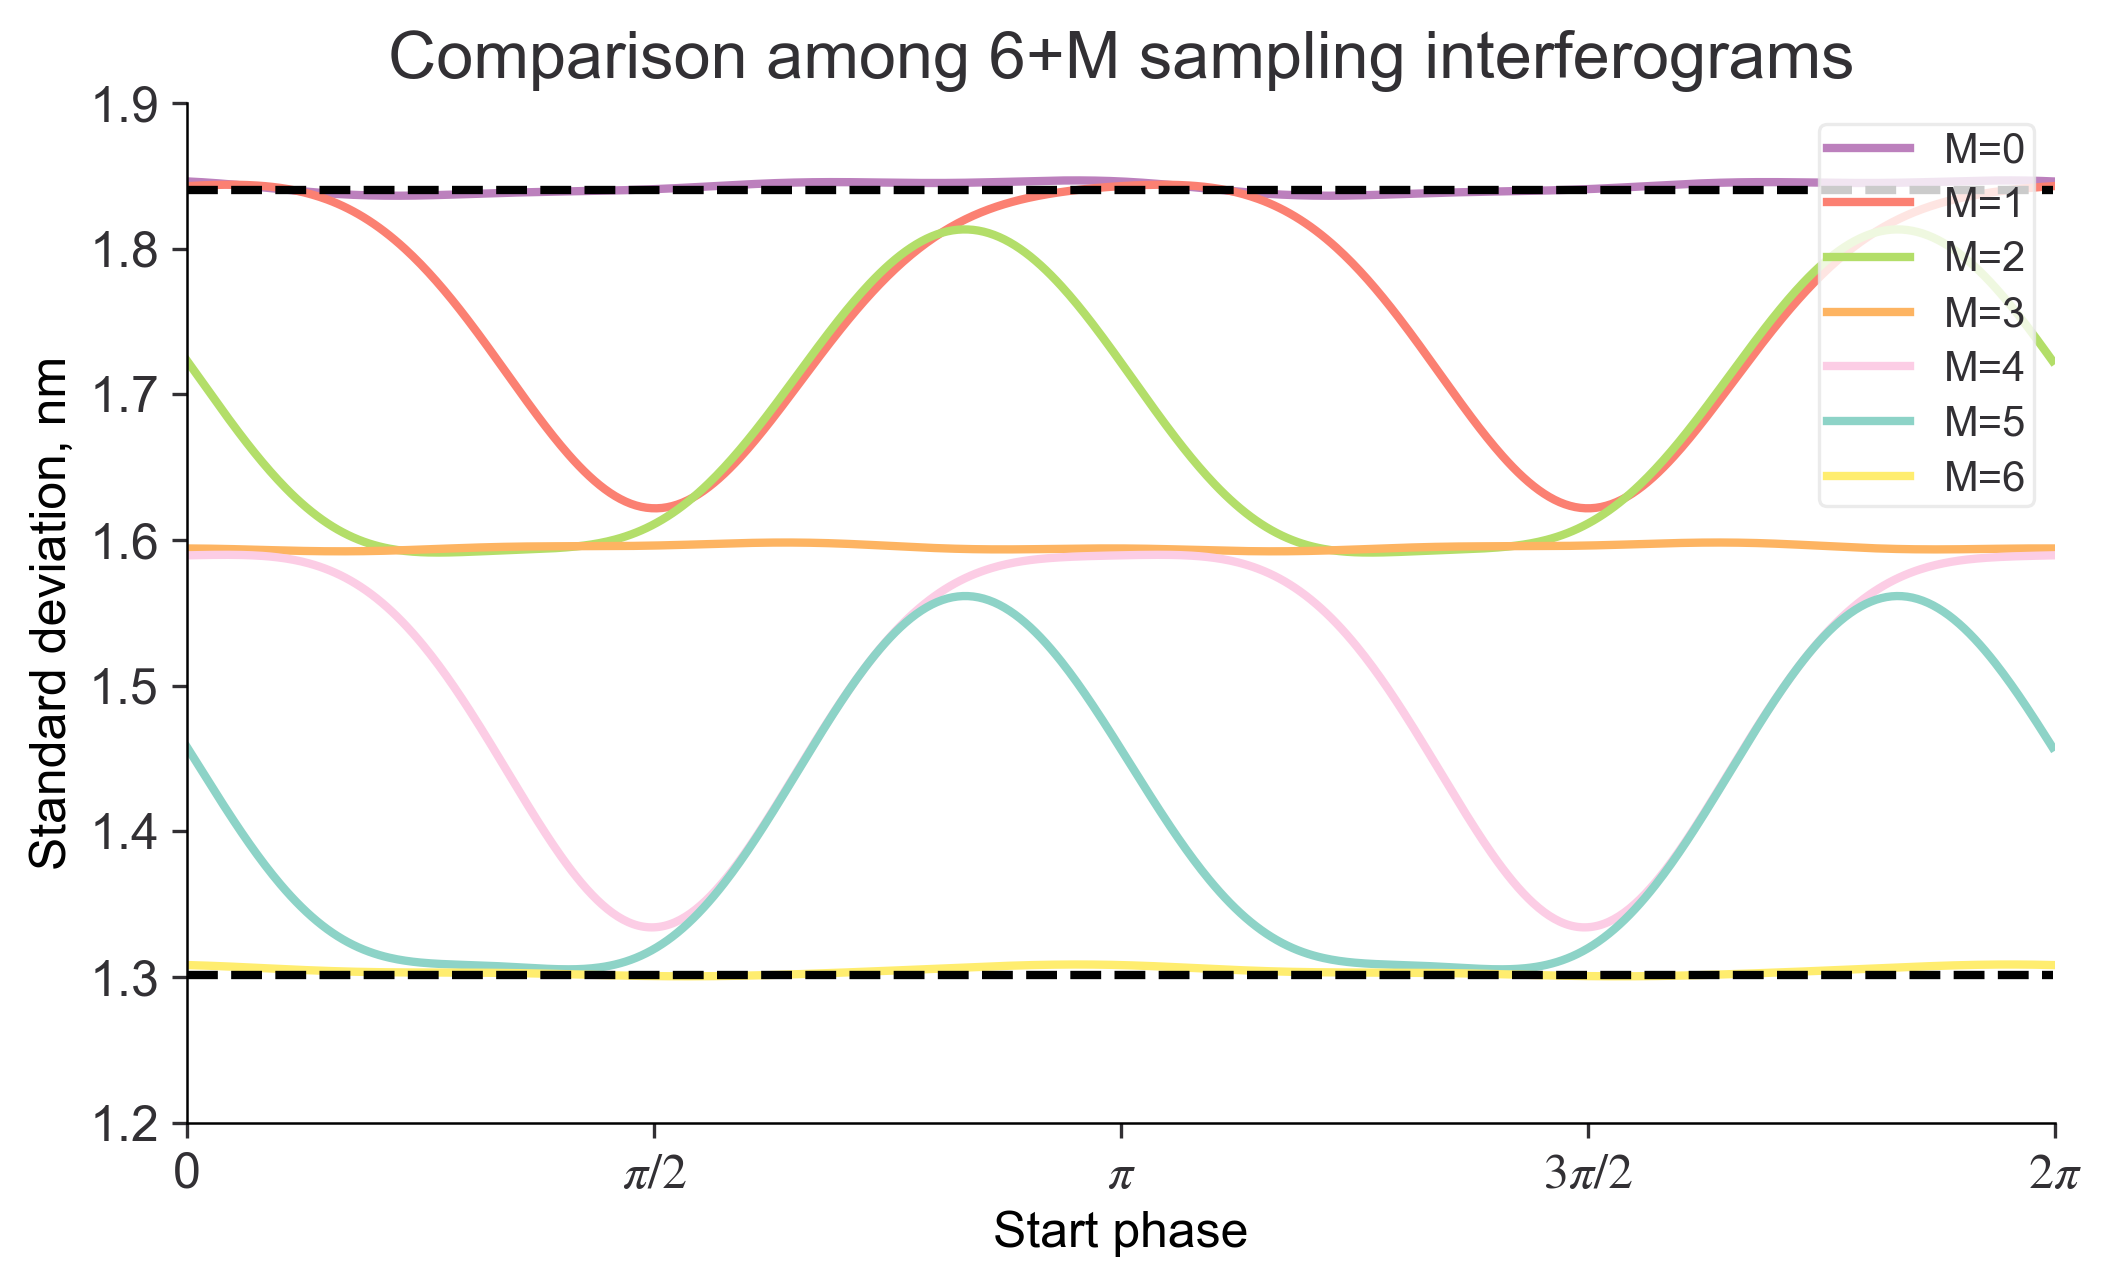 Comparison among 6+M sampling interferograms
1.9
1.8
1.7
1.6
1.5
1.4
1.3
1.2
Standard deviation, nm
M=0
M=1
M=2
M=3
M=4
M=5
M=6
0
π/2
π
3π/2
2π
Start phase